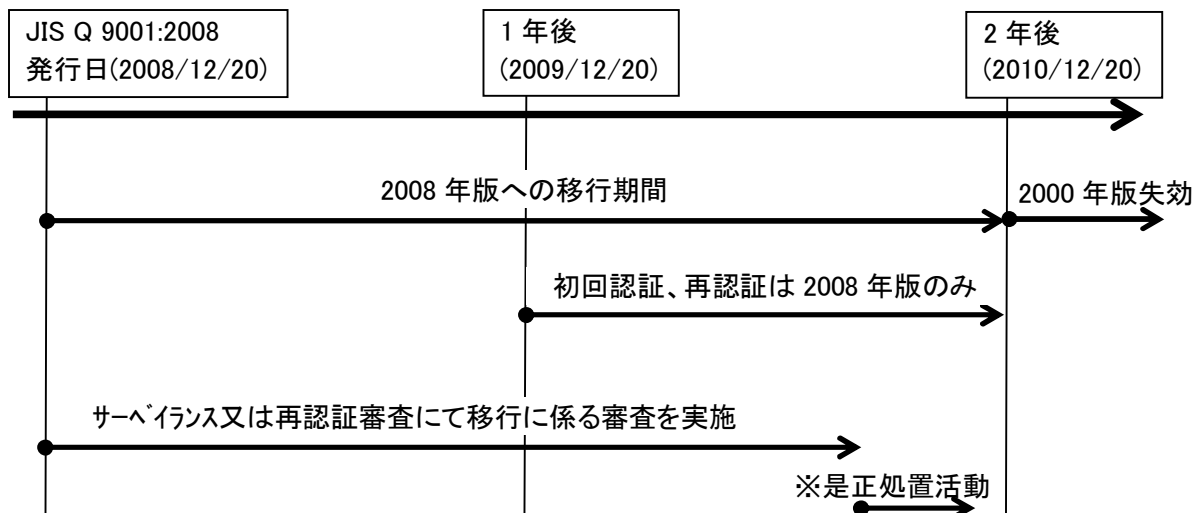 JIS Q 9001:2008
発行日(2008/12/20)
1 年後
(2009/12/20)
2 年後
(2010/12/20)
2008 年版への移行期間
2000 年版失効
初回認証、再認証は 2008 年版のみ
ｻｰﾍﾞｲﾗﾝｽ又は再認証審査にて移行に係る審査を実施
※是正処置活動